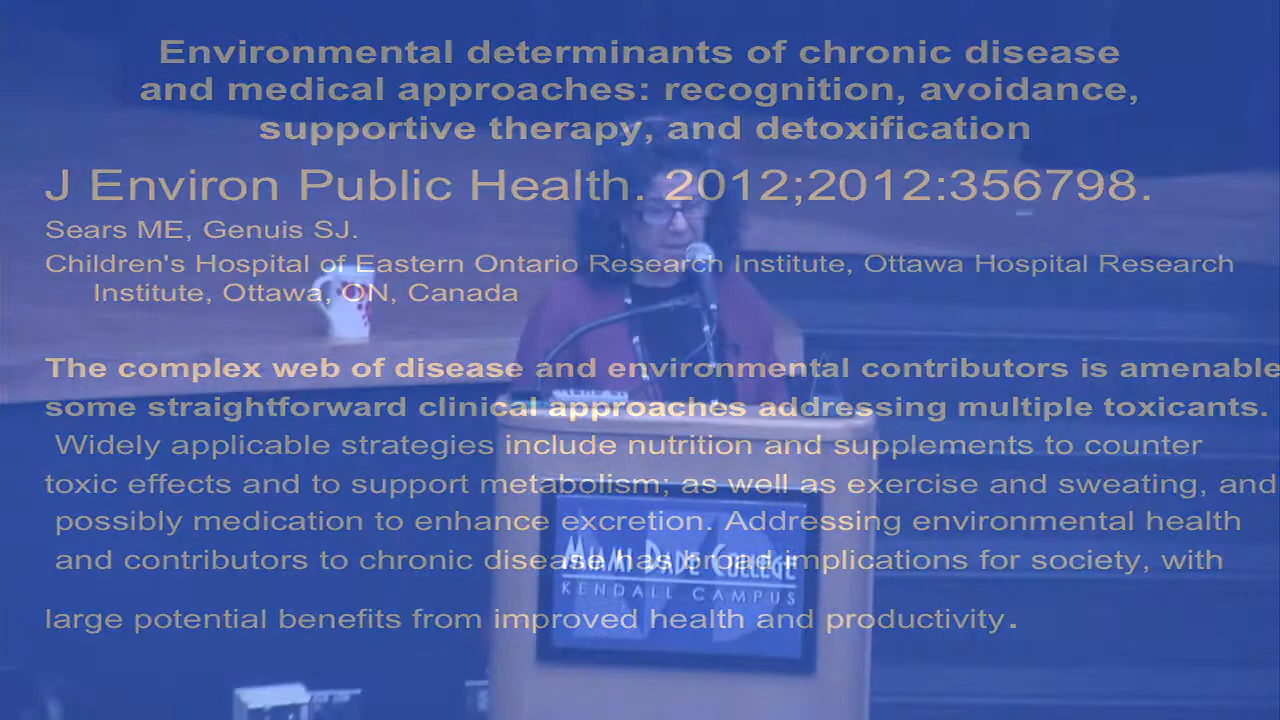 Environmental determinants of chronic disease
and medical approaches: recognition, avoidance,
supportive therapy, and detoxification
J Environ Public Health. 2012;2012:356798.
Sears ME, Genuis SJ.
Children's Hospital of Eastern Ontario Research Institute, Ottawa Hospital Research
Institute, Ottawa, ON, Canada
The complex web of disease and environmental contributors is amenable
some straightforward clinical approaches addressing multiple toxicants.
Widely applicable strategies include nutrition and supplements to counter
toxic effects and to support metabolism; as well as exercise and sweating, and
possibly medication to enhance excretion. Addressing environmental health
and contributors to chronic disease has broad implications for society, with
large potential benefits from improved health and productivity.
MIAMI DADE COLLEGE
KENDALL CAMPUS